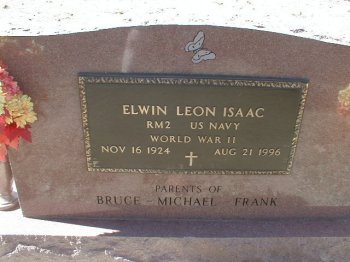 ELWIN LEON ISAAC
RM2 US NAVY
WORLD WAR II
NOV 16 1924 AUG 21 1996
PARENTS OF
BRUCE - MICHAEL - FRANK